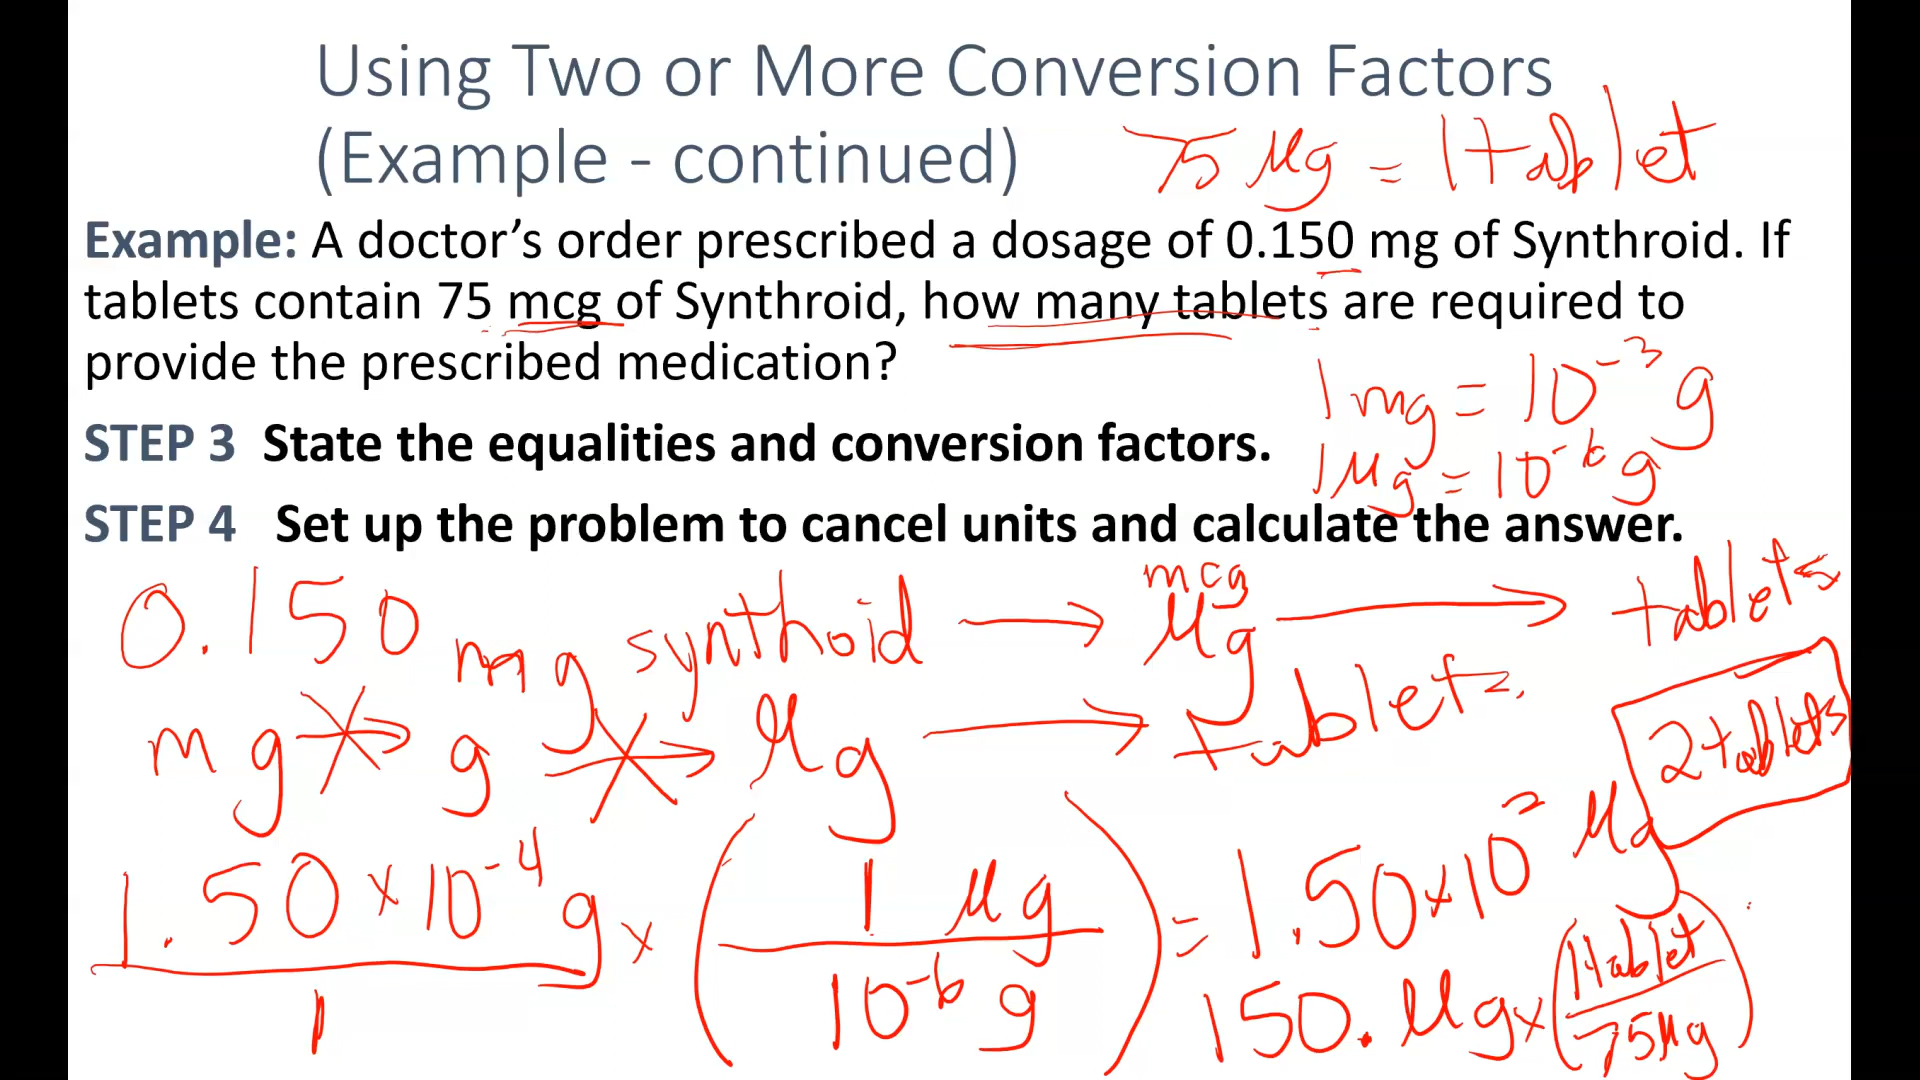 Using Two or More Conversion Factors
(Example - continued)
75 μg = 1 tablet
Example: A doctor’s order prescribed a dosage of 0.150 mg of Synthroid. If
tablets contain 75 mcg of Synthroid, how many tablets are required to
provide the prescribed medication?
1 mg = 10⁻³ g
STEP 3 State the equalities and conversion factors.
1 μg = 10⁻⁶ g
STEP 4 Set up the problem to cancel units and calculate the answer.
mcg
0.150 mg synthoid → μg → tablets
mg → g → μg → tablets.
2 tablets
1.50 × 10⁻⁴ g / 1 × (1 μg / 10⁻⁶ g) = 1.50 × 10² μg
150. μg × (1 tablet / 75 μg)